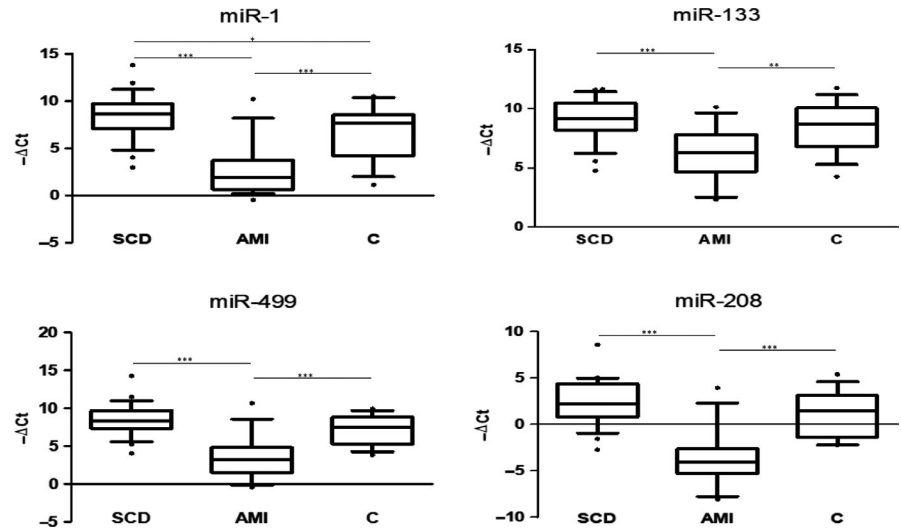 miR-1
*
*** ***
15
10
5
0
–5
-ΔCt
SCD AMI C
miR-133
*** **
15
10
5
0
-ΔCt
SCD AMI C
miR-499
*** ***
20
15
10
5
0
–5
-ΔCt
SCD AMI C
miR-208
*** ***
10
5
0
–5
–10
-ΔCt
SCD AMI C